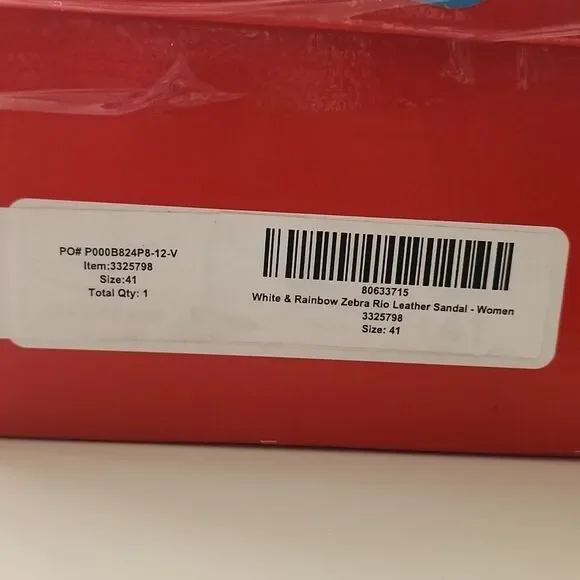 PO# P000B824P8-12-V
Item:3325798
Size:41
Total Qty: 1
80633715
White & Rainbow Zebra Rio Leather Sandal - Women
3325798
Size: 41